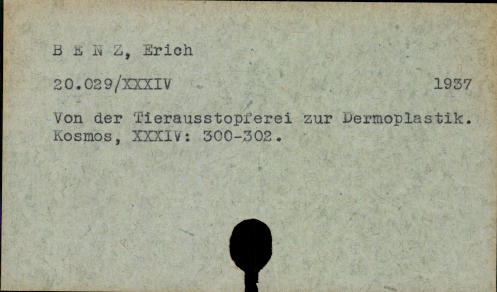 B E N Z, Erich
20.029/XXXIV 1937
Von der Tierausstopferei zur Dermoplastik.
Kosmos, XXXIV: 300-302.